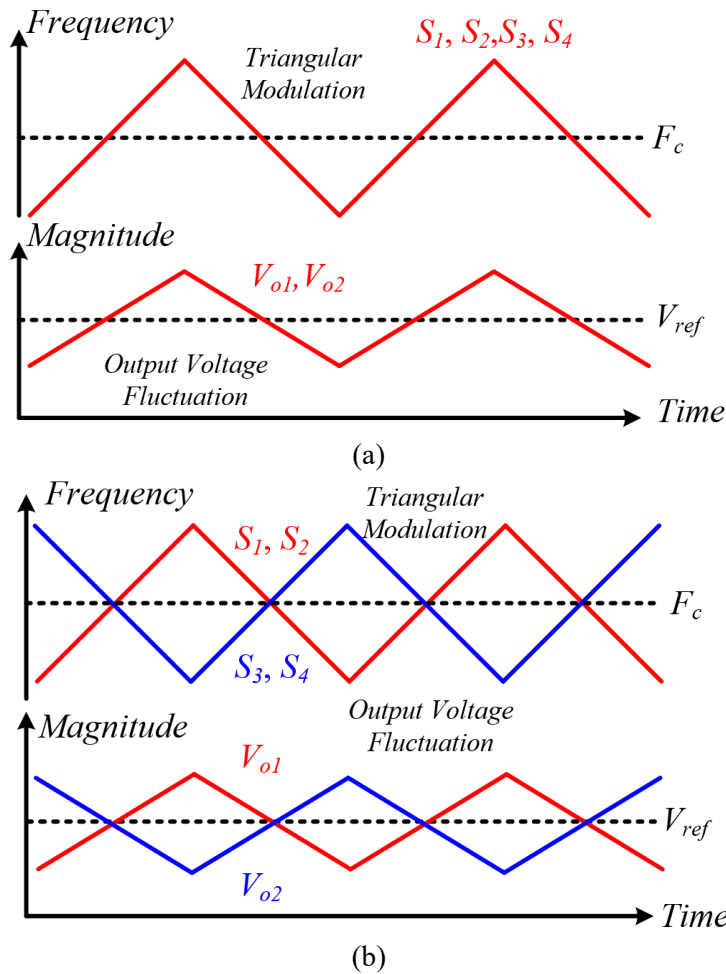 Frequency
S1, S2,S3, S4
Triangular
Modulation
Fc
Magnitude
Vo1,Vo2
Vref
Output Voltage
Fluctuation
Time
(a)
Frequency
Triangular
Modulation
S1, S2
Fc
S3, S4
Magnitude
Output Voltage
Fluctuation
Vo1
Vref
Vo2
Time
(b)